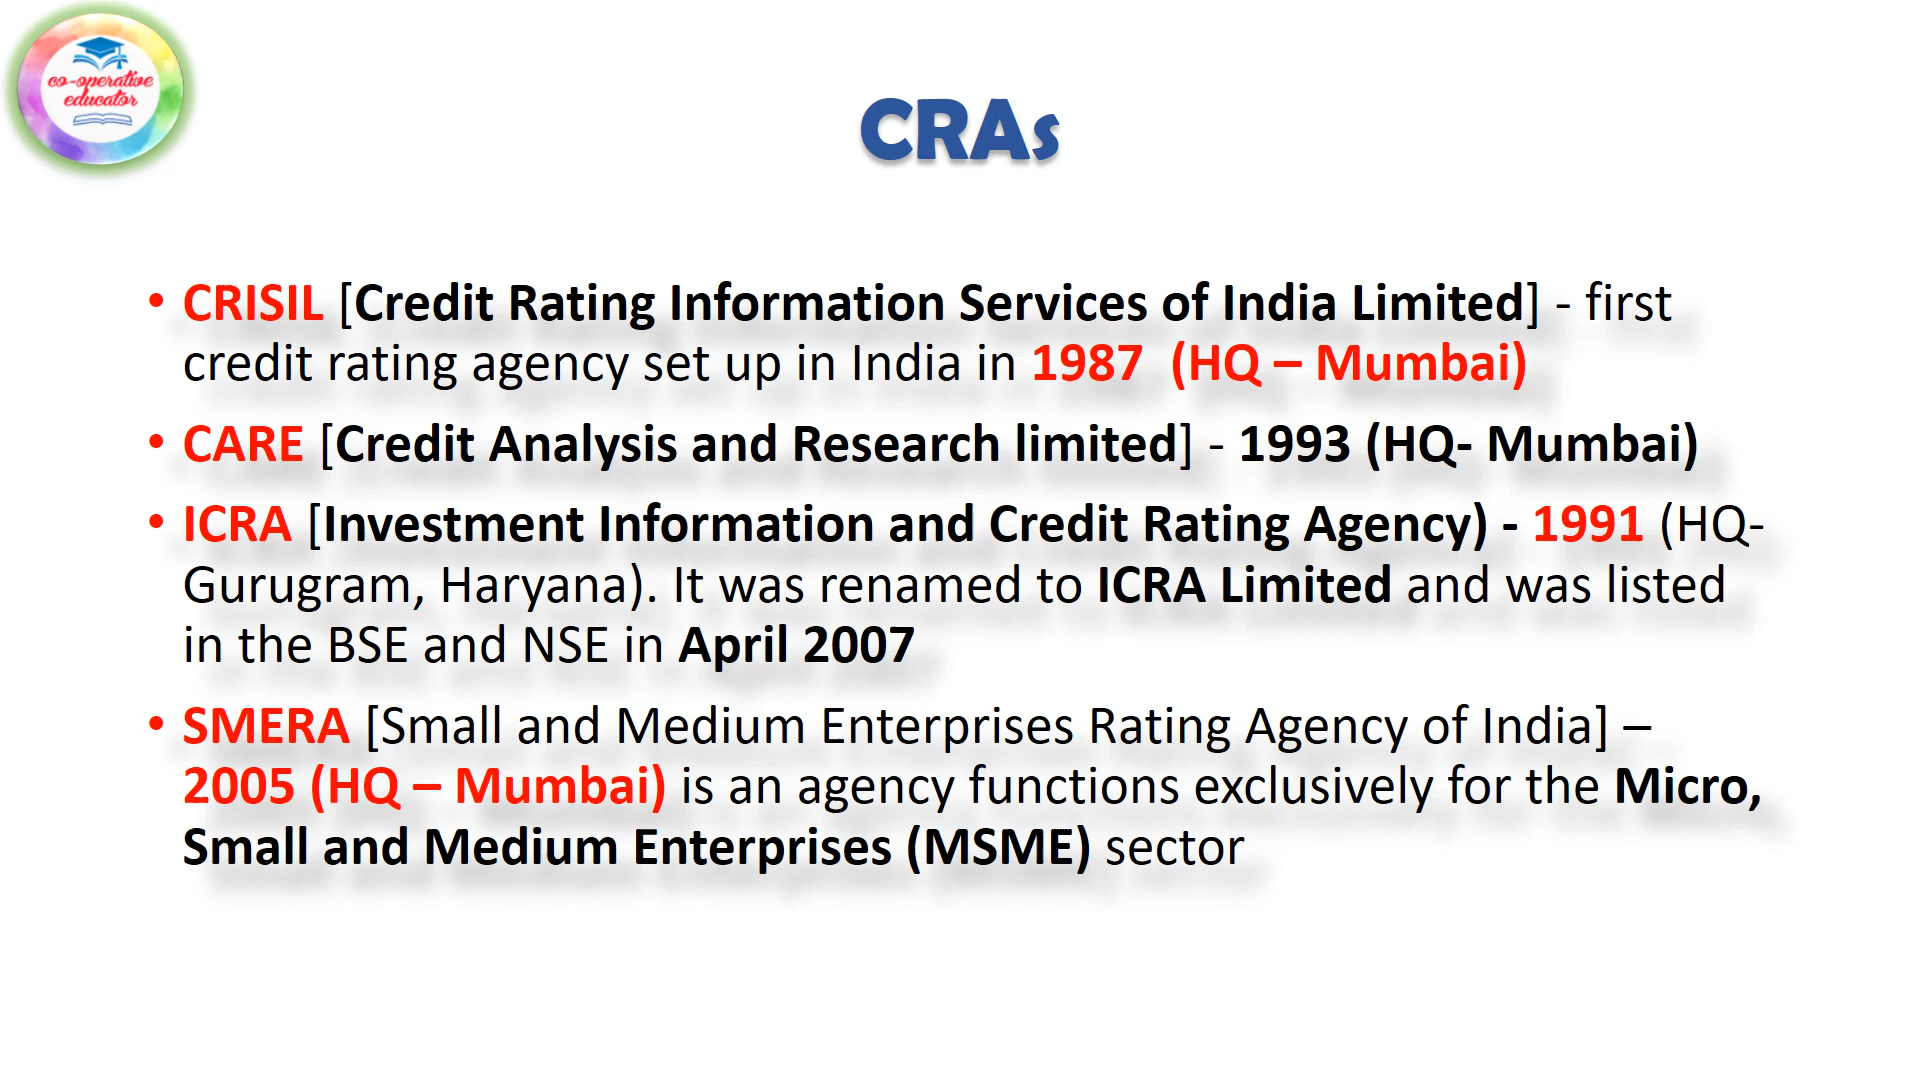 co-operative
educator
CRAs
• CRISIL [Credit Rating Information Services of India Limited] - first
credit rating agency set up in India in 1987 (HQ – Mumbai)
• CARE [Credit Analysis and Research limited] - 1993 (HQ- Mumbai)
• ICRA [Investment Information and Credit Rating Agency) - 1991 (HQ-
Gurugram, Haryana). It was renamed to ICRA Limited and was listed
in the BSE and NSE in April 2007
• SMERA [Small and Medium Enterprises Rating Agency of India] –
2005 (HQ – Mumbai) is an agency functions exclusively for the Micro,
Small and Medium Enterprises (MSME) sector